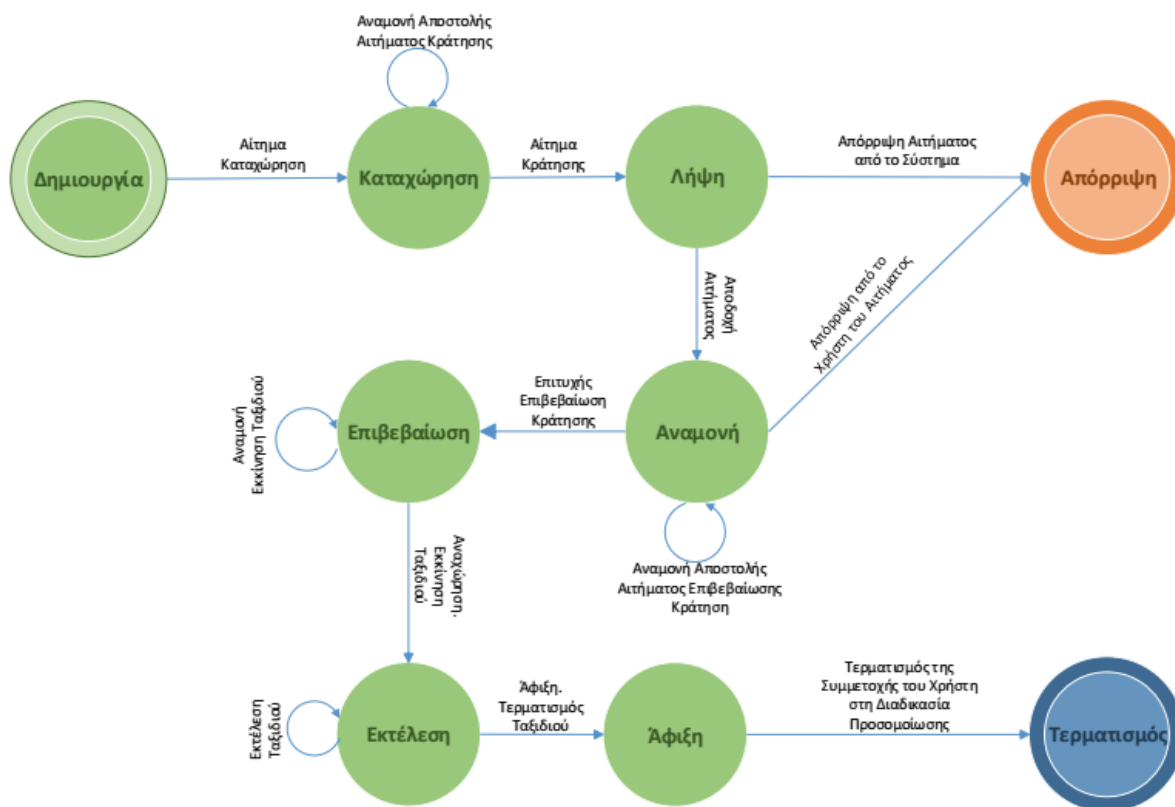 Αναμονή Αποστολής
Αιτήματος Κράτησης
Δημιουργία
Αίτημα
Καταχώρηση
Καταχώρηση
Αίτημα
Κράτησης
Λήψη
Απόρριψη Αιτήματος
από το Σύστημα
Απόρριψη
Αποδοχή
Αιτήματος
Απόρριψη από το
Χρήστη του Αιτήματος
Αναμονή
Εκκίνηση Ταξιδιού
Επιβεβαίωση
Επιτυχής
Επιβεβαίωση
Κράτησης
Αναμονή
Αναμονή Αποστολής
Αιτήματος Επιβεβαίωσης
Κράτηση
Αναχώρηση.
Εκκίνηση
Ταξιδιού
Εκτέλεση
Ταξιδιού
Εκτέλεση
Άφιξη.
Τερματισμός
Ταξιδιού
Άφιξη
Τερματισμός της
Συμμετοχής του Χρήστη
στη Διαδικασία
Προσομοίωσης
Τερματισμός